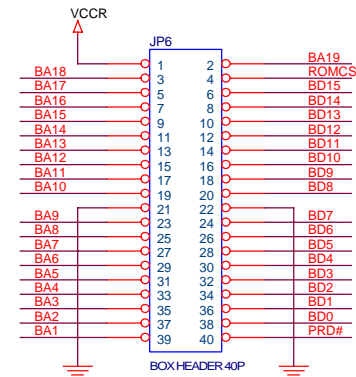 VCCR
JP6
1 2 BA19
BA18 3 4 ROMCS
BA17 5 6 BD15
BA16 7 8 BD14
BA15 9 10 BD13
BA14 11 12 BD12
BA13 13 14 BD11
BA12 15 16 BD10
BA11 17 18 BD9
BA10 19 20 BD8
21 22
BA9 23 24 BD7
BA8 25 26 BD6
BA7 27 28 BD5
BA6 29 30 BD4
BA5 31 32 BD3
BA4 33 34 BD2
BA3 35 36 BD1
BA2 37 38 BD0
BA1 39 40 PRD#
BOX HEADER 40P